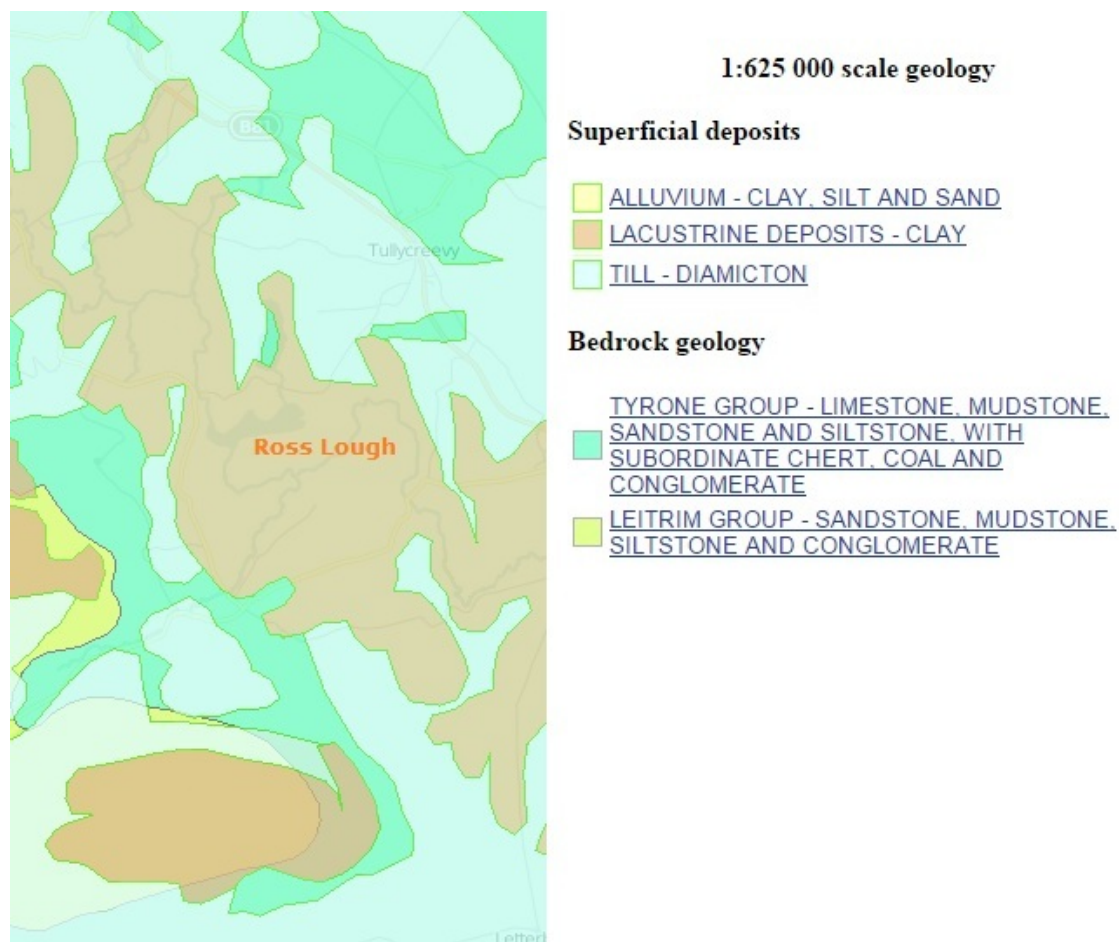 B81
Tullycreevy
Ross Lough
1:625 000 scale geology
Superficial deposits
ALLUVIUM - CLAY, SILT AND SAND
LACUSTRINE DEPOSITS - CLAY
TILL - DIAMICTON
Bedrock geology
TYRONE GROUP - LIMESTONE, MUDSTONE,
SANDSTONE AND SILTSTONE, WITH
SUBORDINATE CHERT, COAL AND
CONGLOMERATE
LEITRIM GROUP - SANDSTONE, MUDSTONE,
SILTSTONE AND CONGLOMERATE